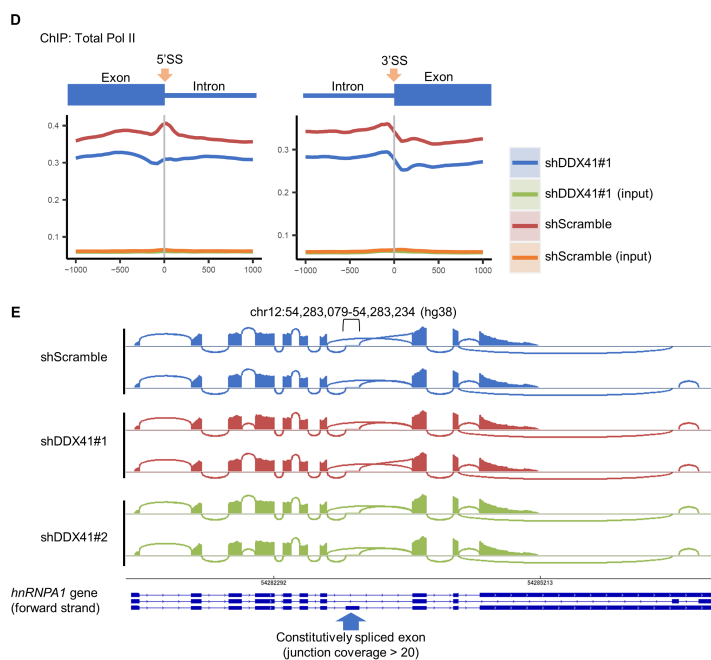 D
ChIP: Total Pol II
5'SS
Exon
Intron
3'SS
Intron
Exon
0.4
0.3
0.2
0.1
−1000
−500
0
500
1000
0.3
0.2
0.1
−1000
−500
0
500
1000
shDDX41#1
shDDX41#1 (input)
shScramble
shScramble (input)
E
chr12:54,283,079-54,283,234 (hg38)
shScramble
shDDX41#1
shDDX41#2
54282292
54285213
hnRNPA1 gene
(forward strand)
Constitutively spliced exon
(junction coverage > 20)